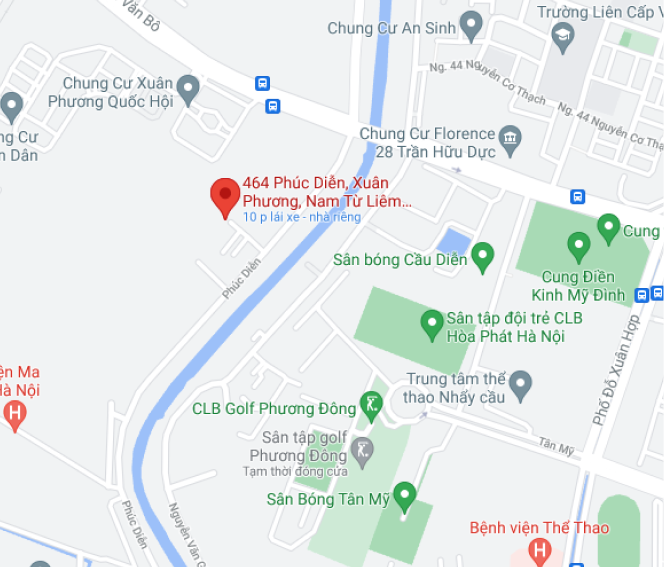 Văn Bô
Chung Cư An Sinh
Trường Liên Cấp V
Ng. 44 Nguyễn Cơ Thạch
Ng. 44 Nguyễn Cơ Thạch
Chung Cư Xuân
Phương Quốc Hội
ng Cư
n Dân
Chung Cư Florence
28 Trần Hữu Dực
464 Phúc Diễn, Xuân
Phương, Nam Từ Liêm...
10 p lái xe - nhà riêng
Cung
Sân bóng Cầu Diễn
Cung Điền
Kinh Mỹ Đình
Phúc Diễn
Sân tập đội trẻ CLB
Hòa Phát Hà Nội
Phố Đỗ Xuân Hợp
ện Ma
Hà Nội
H
Trung tâm thể
thao Nhảy cầu
CLB Golf Phương Đông
Sân tập golf
Phương Đông
Tạm thời đóng cửa
Tân Mỹ
Sân Bóng Tân Mỹ
Phúc Diễn
Nguyễn Văn G
Bệnh viện Thể Thao
H